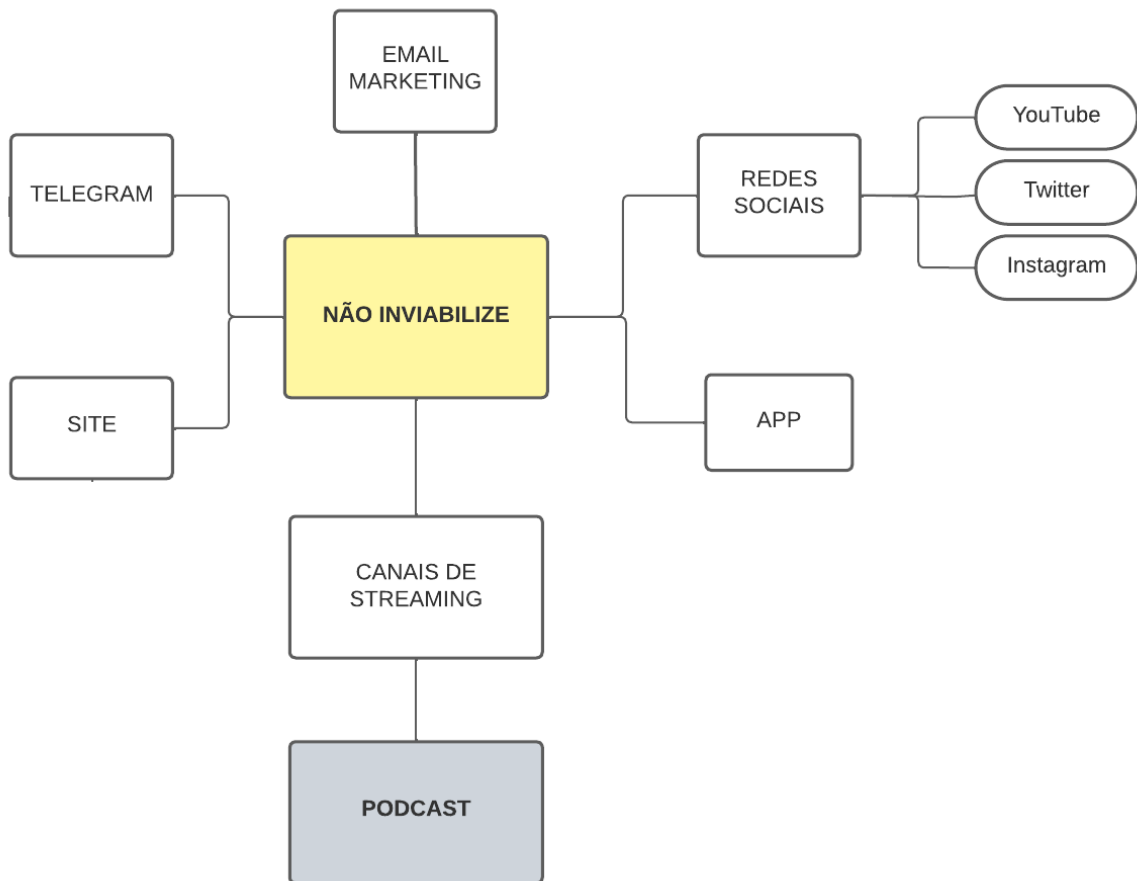 EMAIL
MARKETING
TELEGRAM
REDES
SOCIAIS
YouTube
Twitter
Instagram
NÃO INVIABILIZE
SITE
APP
CANAIS DE
STREAMING
PODCAST